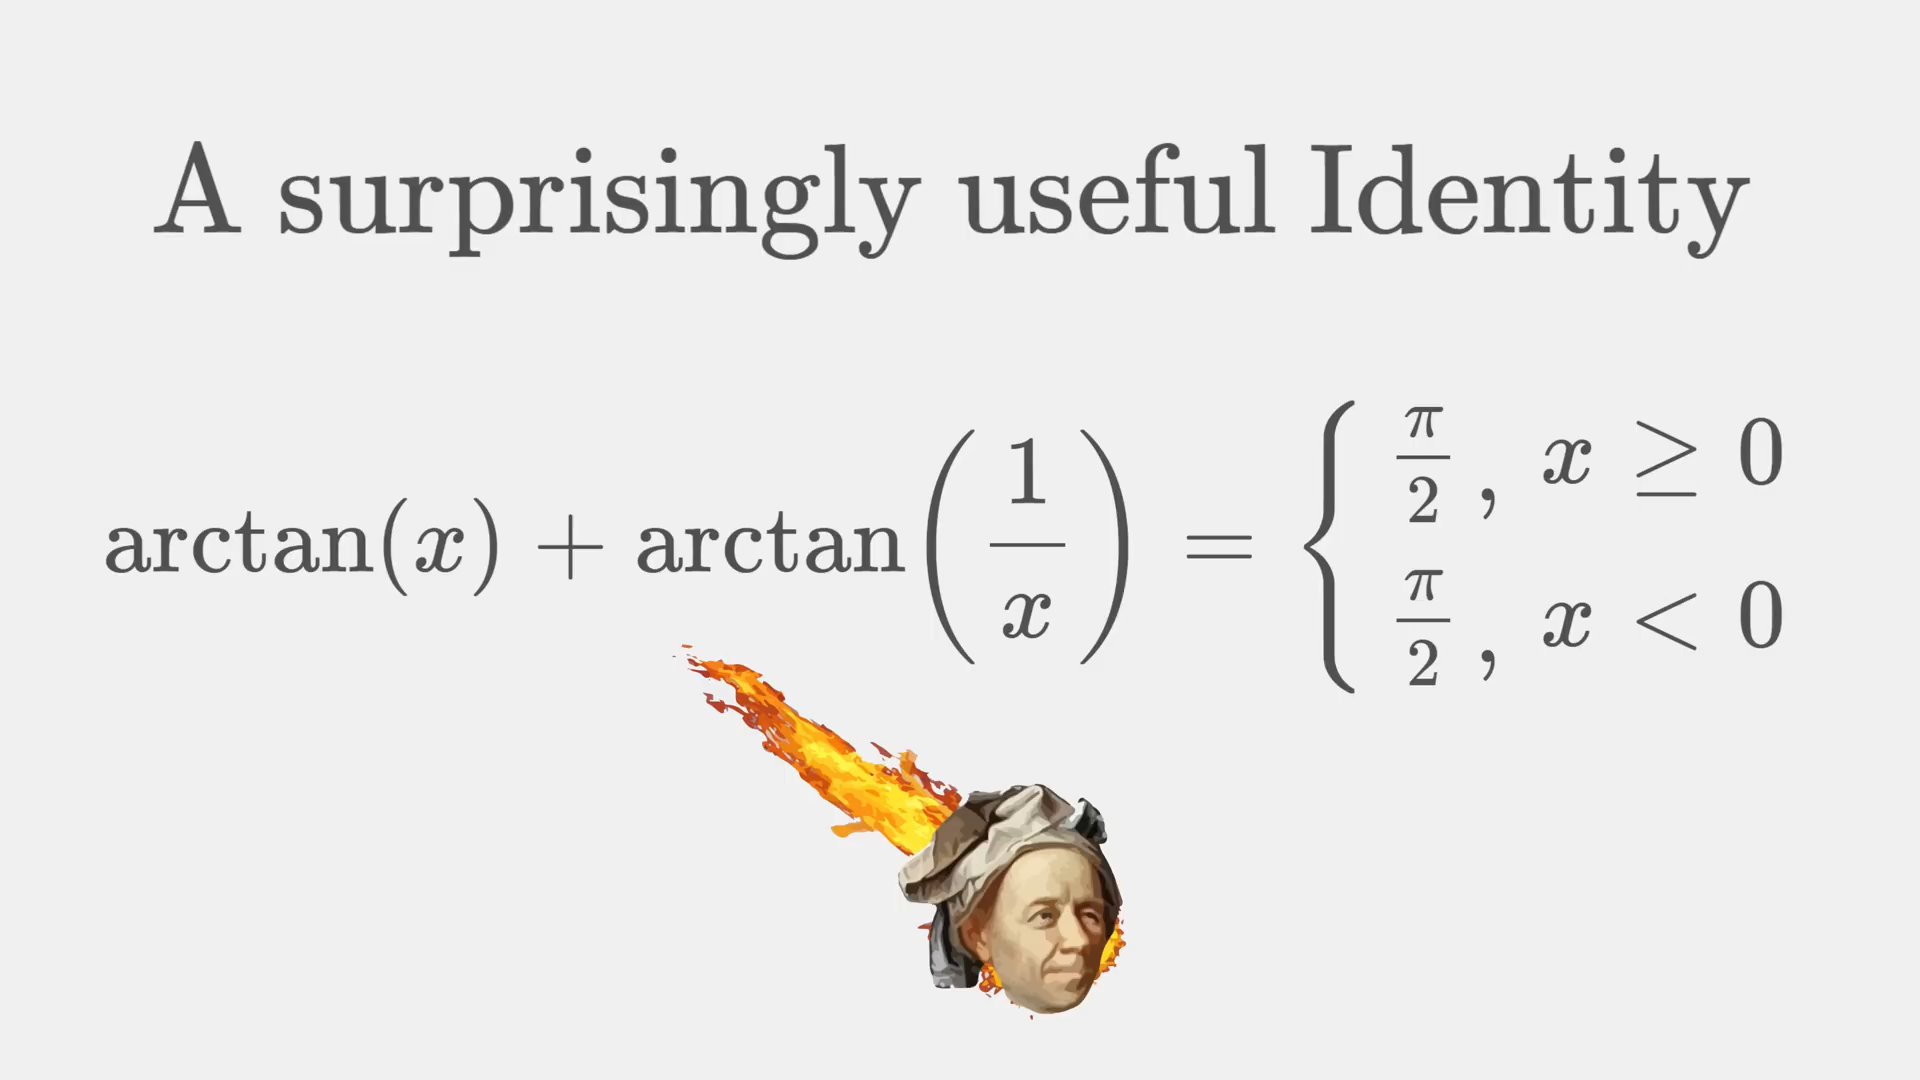 A surprisingly useful Identity
arctan(x) + arctan(1/x) = { π/2 , x ≥ 0
π/2 , x < 0